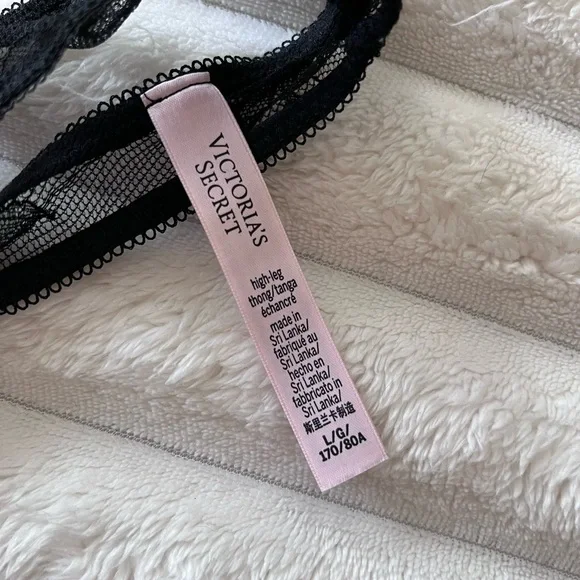 VICTORIA'S
SECRET
high-leg
thong/tanga
échancré
made in
Sri Lanka/
fabriqué au
Sri Lanka/
hecho en
Sri Lanka/
fabbricato in
Sri Lanka/
斯里兰卡制造
L/G/
170/80A